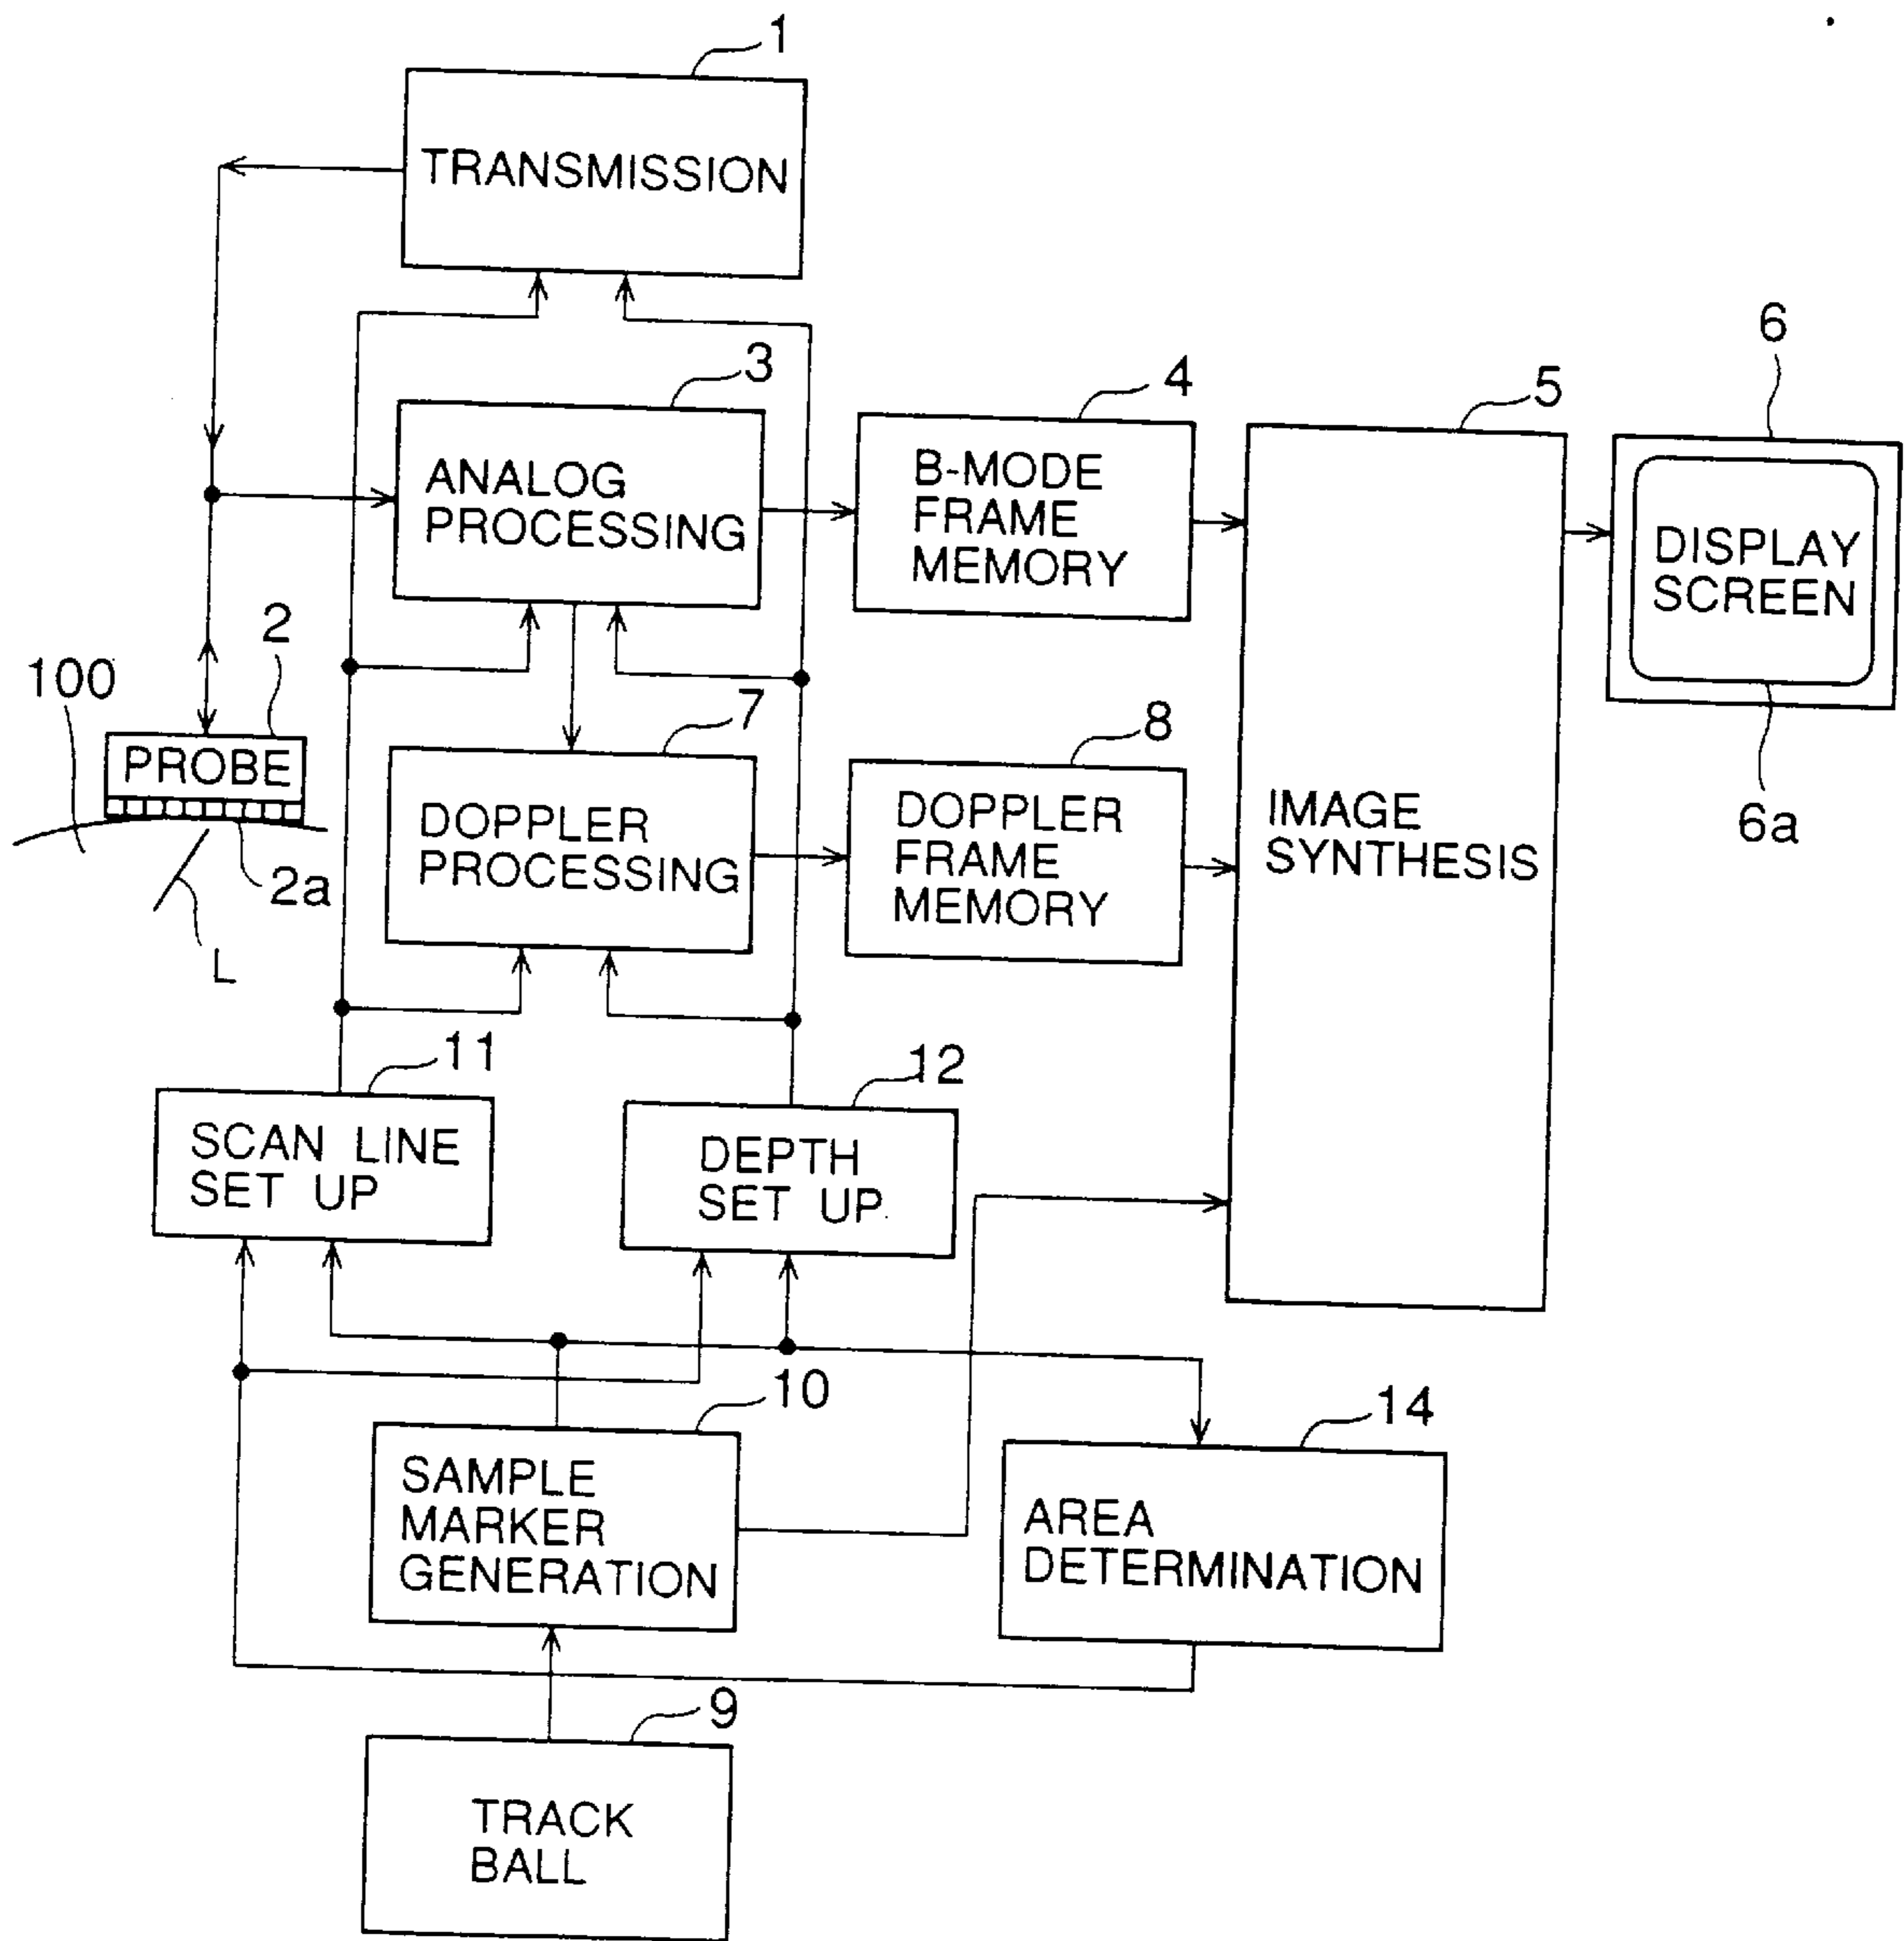 1
TRANSMISSION
3
ANALOG
PROCESSING
4
B-MODE
FRAME
MEMORY
5
IMAGE
SYNTHESIS
6
DISPLAY
SCREEN
6a
2
100
PROBE
2a
L
7
DOPPLER
PROCESSING
8
DOPPLER
FRAME
MEMORY
11
SCAN LINE
SET UP
12
DEPTH
SET UP
10
SAMPLE
MARKER
GENERATION
14
AREA
DETERMINATION
9
TRACK
BALL